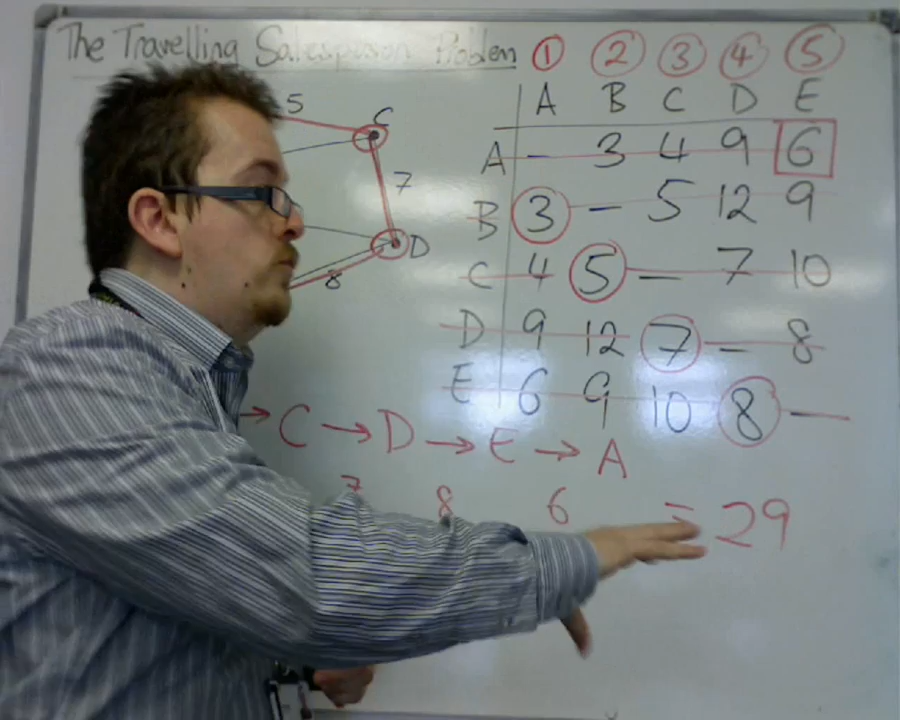 The Travelling Salesperson Problem
① ② ③ ④ ⑤
A B C D E
A — 3 4 9 6
B 3 — 5 12 9
C 4 5 — 7 10
D 9 12 7 — 8
E 6 9 10 8 —
5
C
7
D
8
→ C → D → E → A
7 8 6 = 29